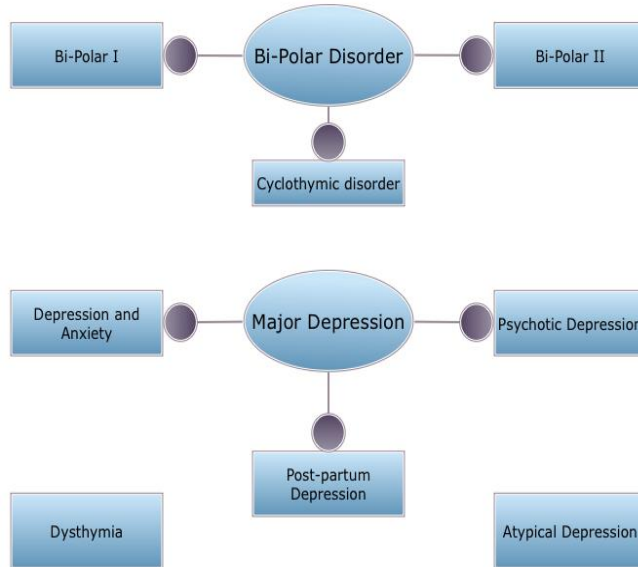 Bi-Polar I
Bi-Polar Disorder
Bi-Polar II
Cyclothymic disorder
Depression and
Anxiety
Major Depression
Psychotic Depression
Post-partum
Depression
Dysthymia
Atypical Depression